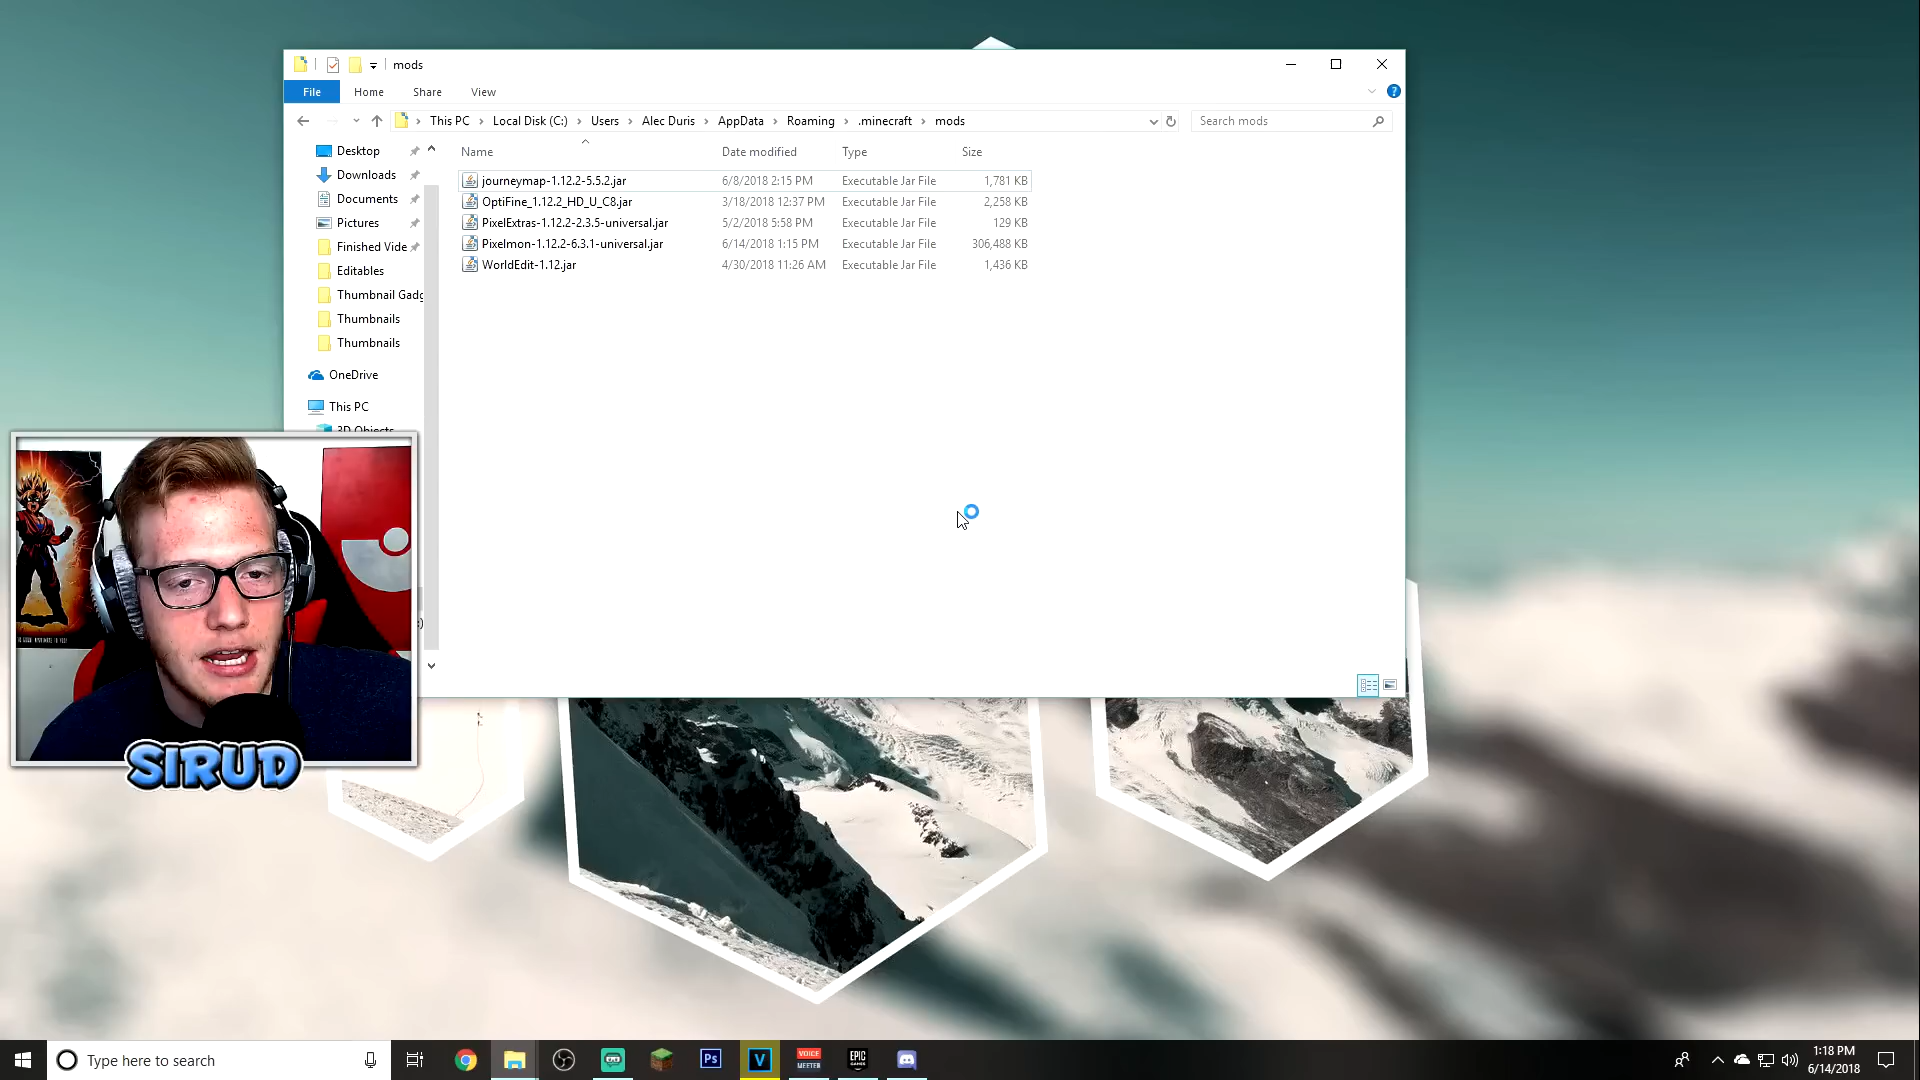 mods
File Home Share View
This PC Local Disk (C:) Users Alec Duris AppData Roaming .minecraft mods
Search mods
Desktop
Downloads
Documents
Pictures
Finished Vide
Editables
Thumbnail Gadg
Thumbnails
Thumbnails
OneDrive
This PC
3D Objects
Name Date modified Type Size
journeymap-1.12.2-5.5.2.jar 6/8/2018 2:15 PM Executable Jar File 1,781 KB
OptiFine_1.12.2_HD_U_C8.jar 3/18/2018 12:37 PM Executable Jar File 2,258 KB
PixelExtras-1.12.2-2.3.5-universal.jar 5/2/2018 5:58 PM Executable Jar File 129 KB
Pixelmon-1.12.2-6.3.1-universal.jar 6/14/2018 1:15 PM Executable Jar File 306,488 KB
WorldEdit-1.12.jar 4/30/2018 11:26 AM Executable Jar File 1,436 KB
:)
SIRUD
Type here to search
Ps
V
VOICE
MEETER
EPIC
GAMES
1:18 PM
6/14/2018